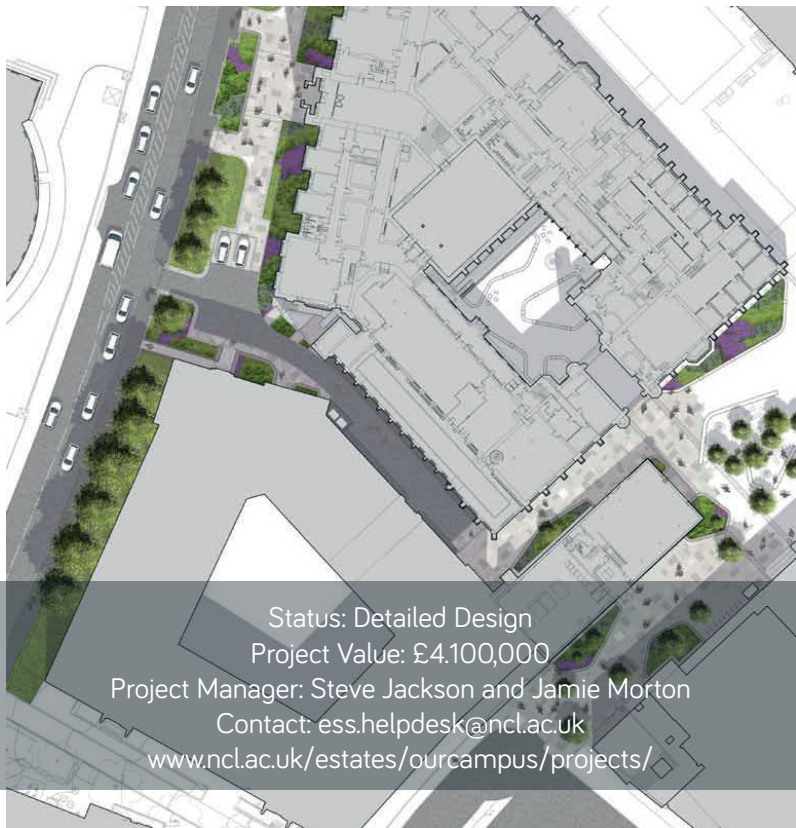 Status: Detailed Design
Project Value: £4.100,000
Project Manager: Steve Jackson and Jamie Morton
Contact: ess.helpdesk@ncl.ac.uk
www.ncl.ac.uk/estates/ourcampus/projects/